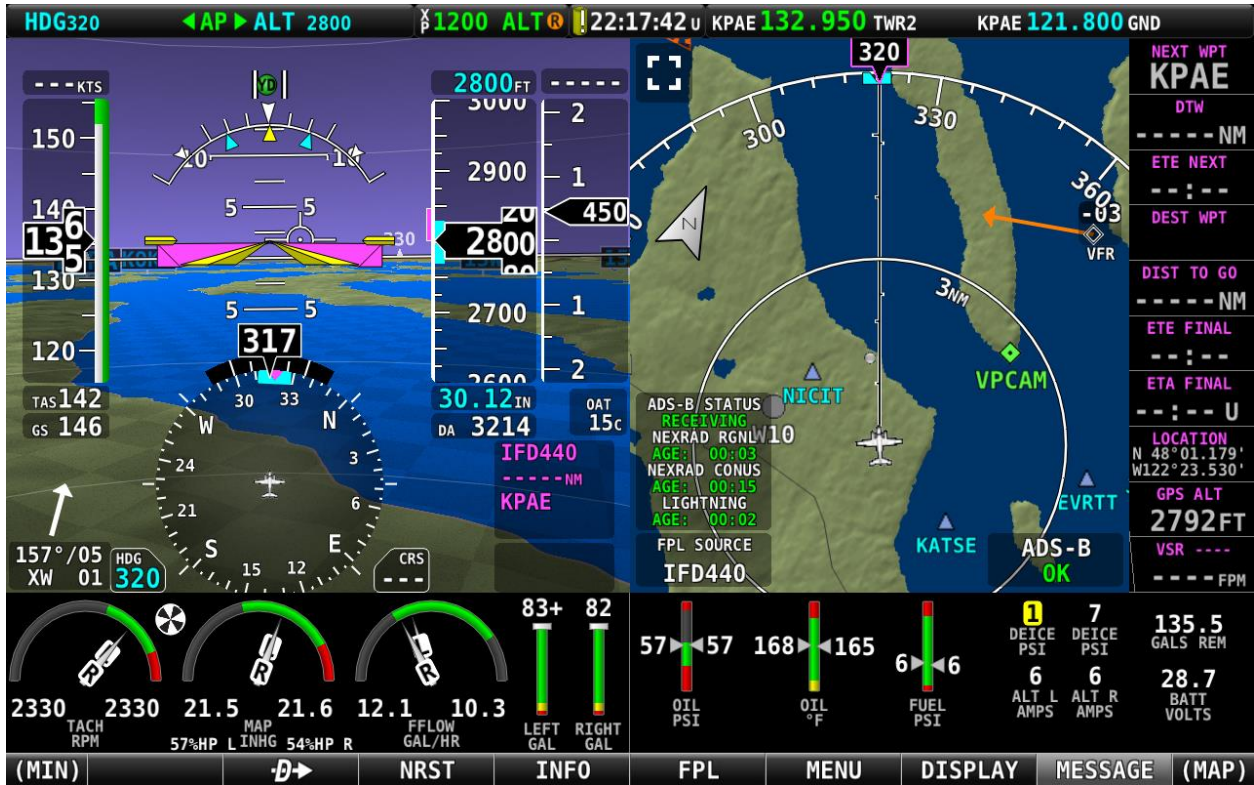 HDG320 AP ALT 2800
XP 1200 ALT R 22:17:42 U KPAE 132.950 TWR2 KPAE 121.800 GND
---KTS
YD
2800FT -----
150
140
136
5
130
120
10 10
5 5
5 5
330
3000
2900
20
2800
2700
2600
2
1
450
1
2
317
30.12IN
DA 3214
OAT
15C
TAS142
GS 146
30 33 N 3 6 E 12 15 S 21 24 W
IFD440
-----NM
KPAE
157°/05
XW 01
HDG
320
CRS
---
320
300
330
360
-03
VFR
N
3NM
VPCAM
NICIT
W10
KATSE
EVRTT
ADS-B STATUS
RECEIVING
NEXRAD RGNL
AGE: 00:03
NEXRAD CONUS
AGE: 00:15
LIGHTNING
AGE: 00:02
FPL SOURCE
IFD440
ADS-B
OK
NEXT WPT
KPAE
DTW
-----NM
ETE NEXT
--:--
DEST WPT
DIST TO GO
-----NM
ETE FINAL
--:--
ETA FINAL
--:-- U
LOCATION
N 48°01.179'
W122°23.530'
GPS ALT
2792FT
VSR ----
----FPM
R
2330 2330
TACH
RPM
R
21.5 21.6
MAP
57%HP L INHG 54%HP R
L R
12.1 10.3
FFLOW
GAL/HR
83+ 82
LEFT RIGHT
GAL GAL
57 57
OIL
PSI
168 165
OIL
°F
6 6
FUEL
PSI
1 7
DEICE DEICE
PSI PSI
6 6
ALT L ALT R
AMPS AMPS
135.5
GALS REM
28.7
BATT
VOLTS
(MIN) D NRST INFO FPL MENU DISPLAY MESSAGE (MAP)